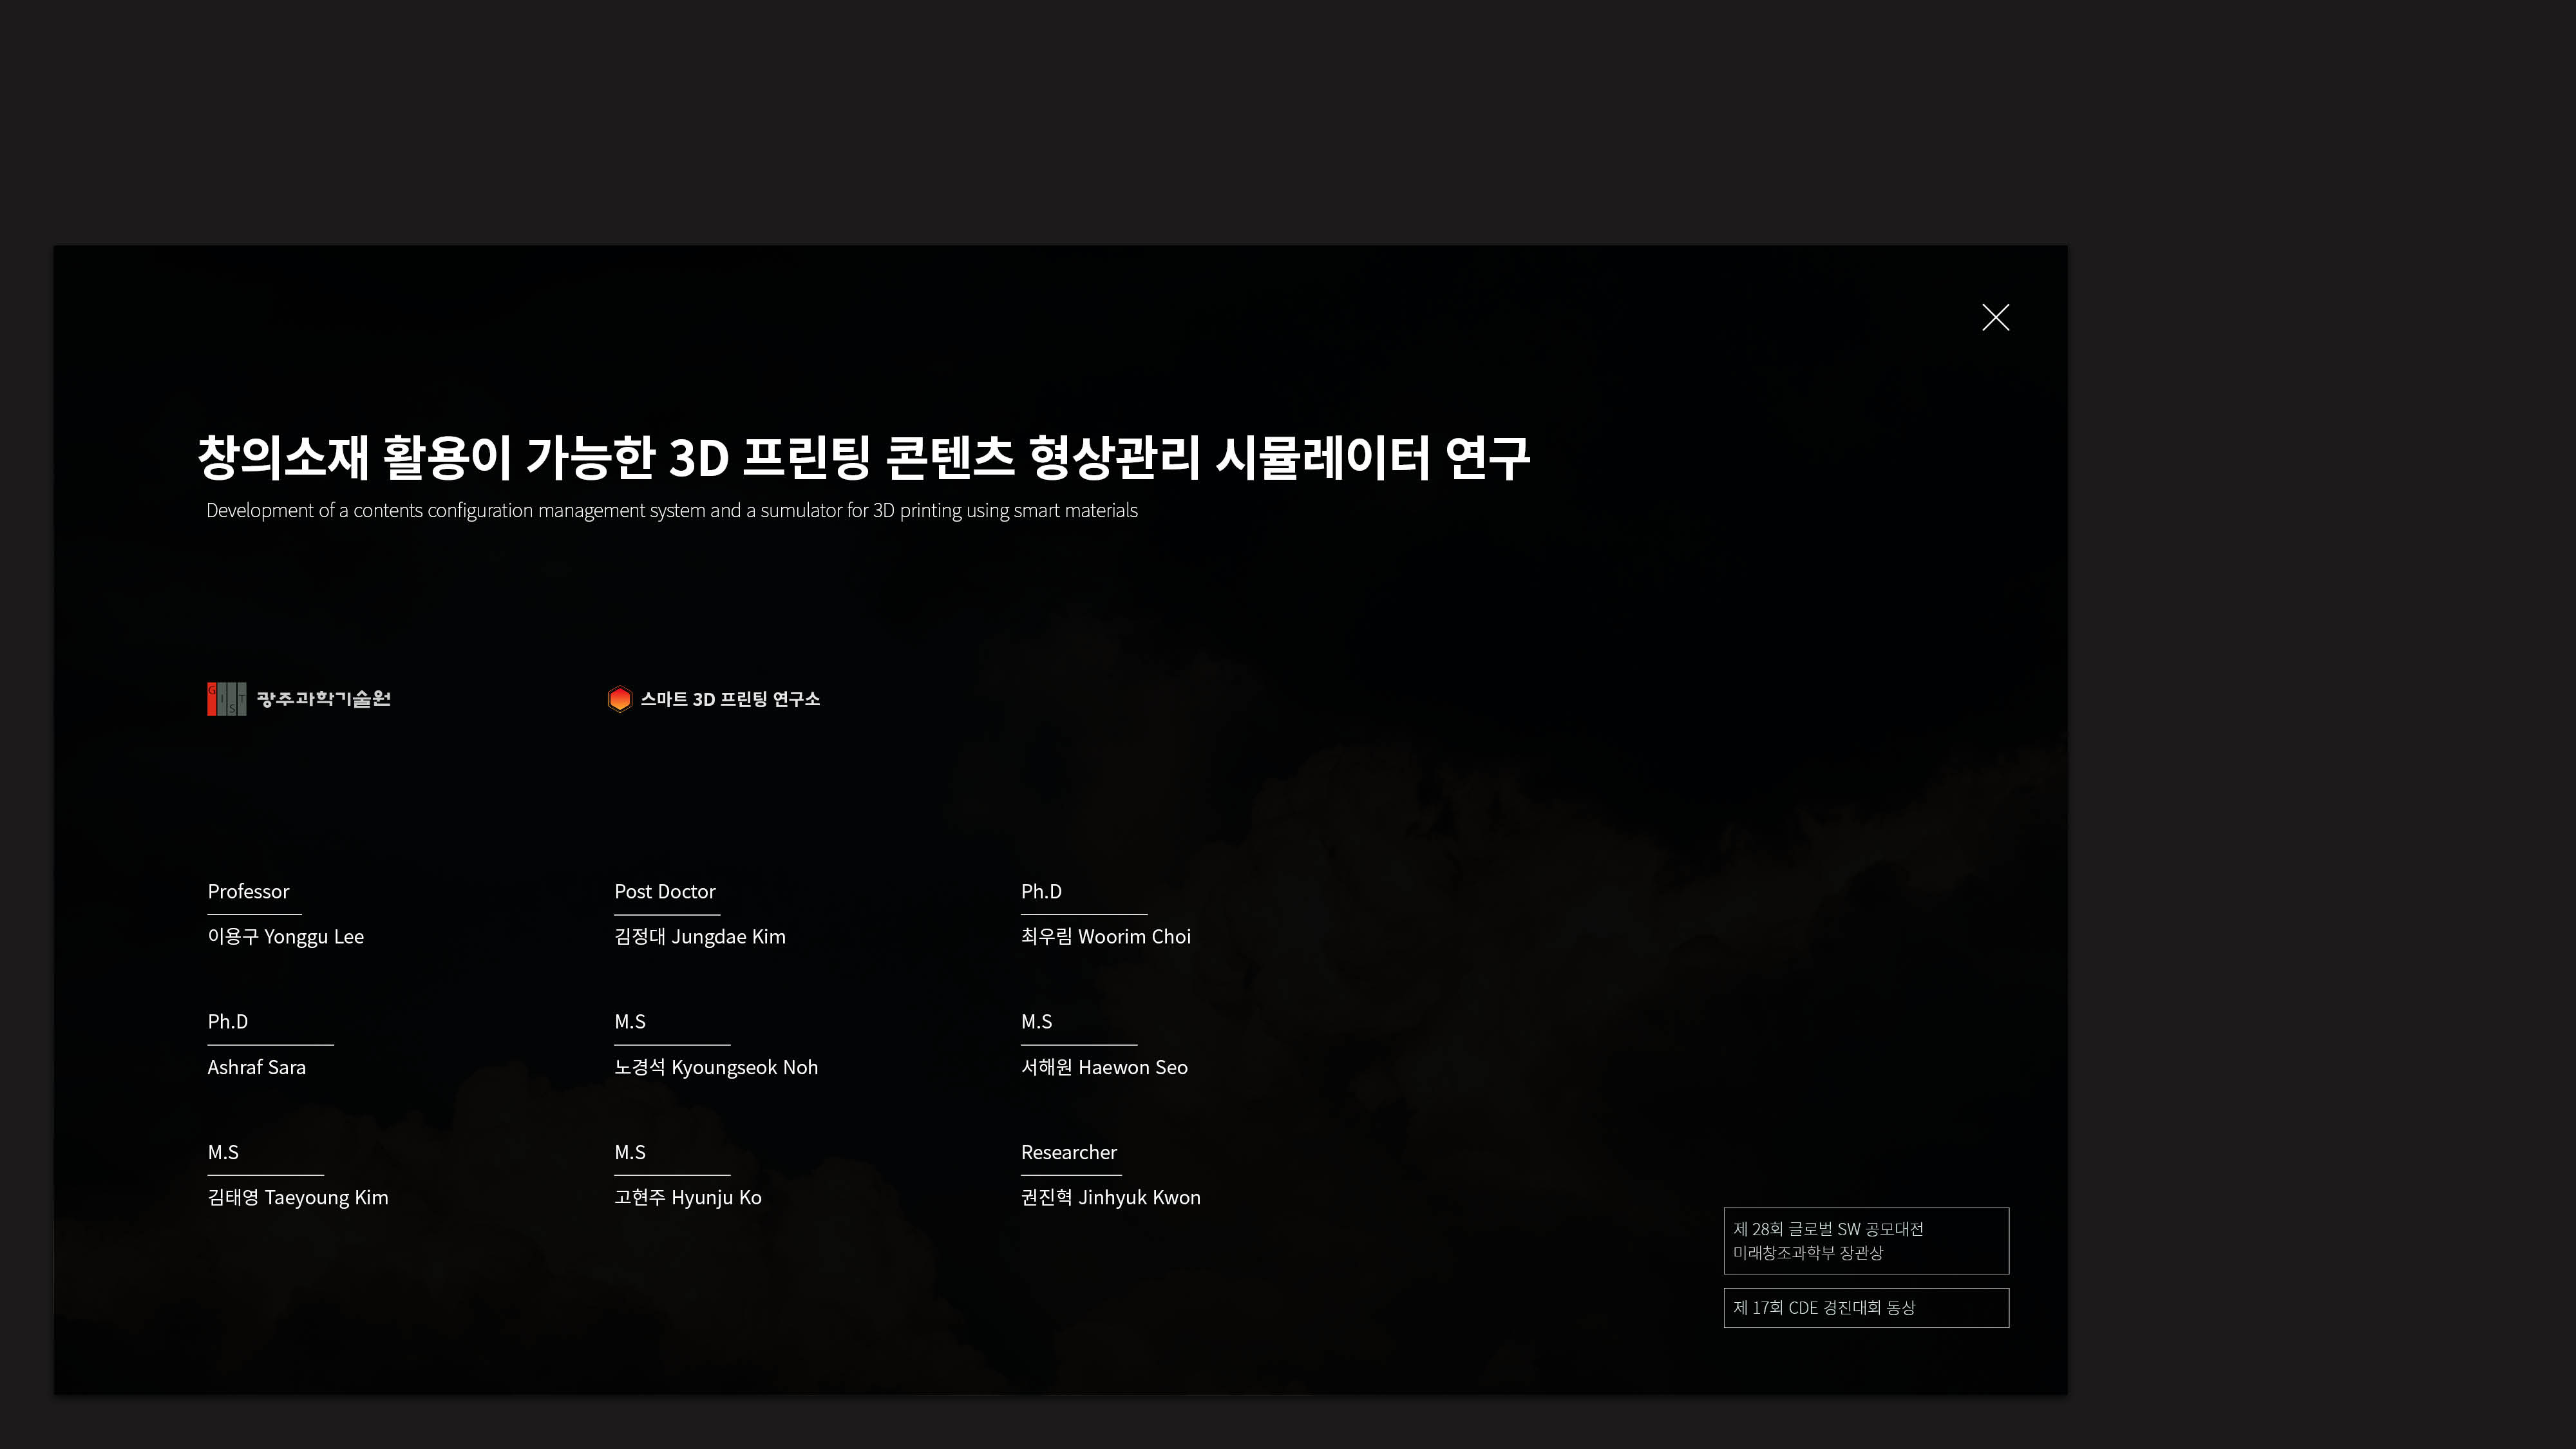 창의소재 활용이 가능한 3D 프린팅 콘텐츠 형상관리 시뮬레이터 연구
Development of a contents configuration management system and a sumulator for 3D printing using smart materials
G I S T 광주과학기술원
스마트 3D 프린팅 연구소
Professor
이용구 Yonggu Lee
Post Doctor
김정대 Jungdae Kim
Ph.D
최우림 Woorim Choi
Ph.D
Ashraf Sara
M.S
노경석 Kyoungseok Noh
M.S
서해원 Haewon Seo
M.S
김태영 Taeyoung Kim
M.S
고현주 Hyunju Ko
Researcher
권진혁 Jinhyuk Kwon
제 28회 글로벌 SW 공모대전
미래창조과학부 장관상
제 17회 CDE 경진대회 동상